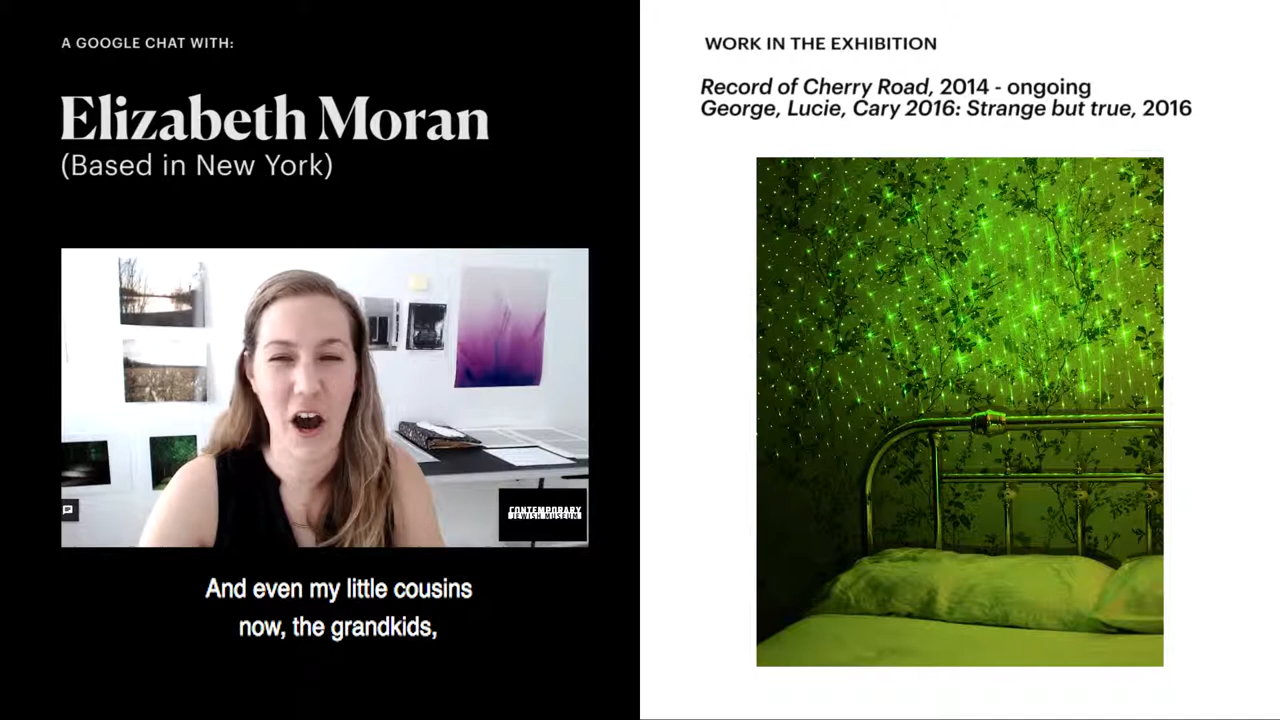 A GOOGLE CHAT WITH:
Elizabeth Moran
(Based in New York)
CONTEMPORARY
JEWISH MUSEUM
And even my little cousins
now, the grandkids,
WORK IN THE EXHIBITION
Record of Cherry Road, 2014 - ongoing
George, Lucie, Cary 2016: Strange but true, 2016